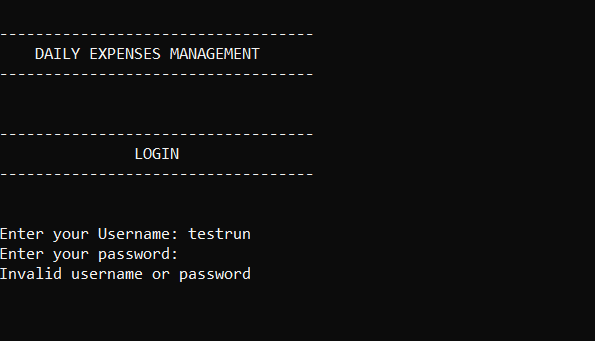 -----------------------------------
DAILY EXPENSES MANAGEMENT
-----------------------------------
-----------------------------------
LOGIN
-----------------------------------
Enter your Username: testrun
Enter your password:
Invalid username or password